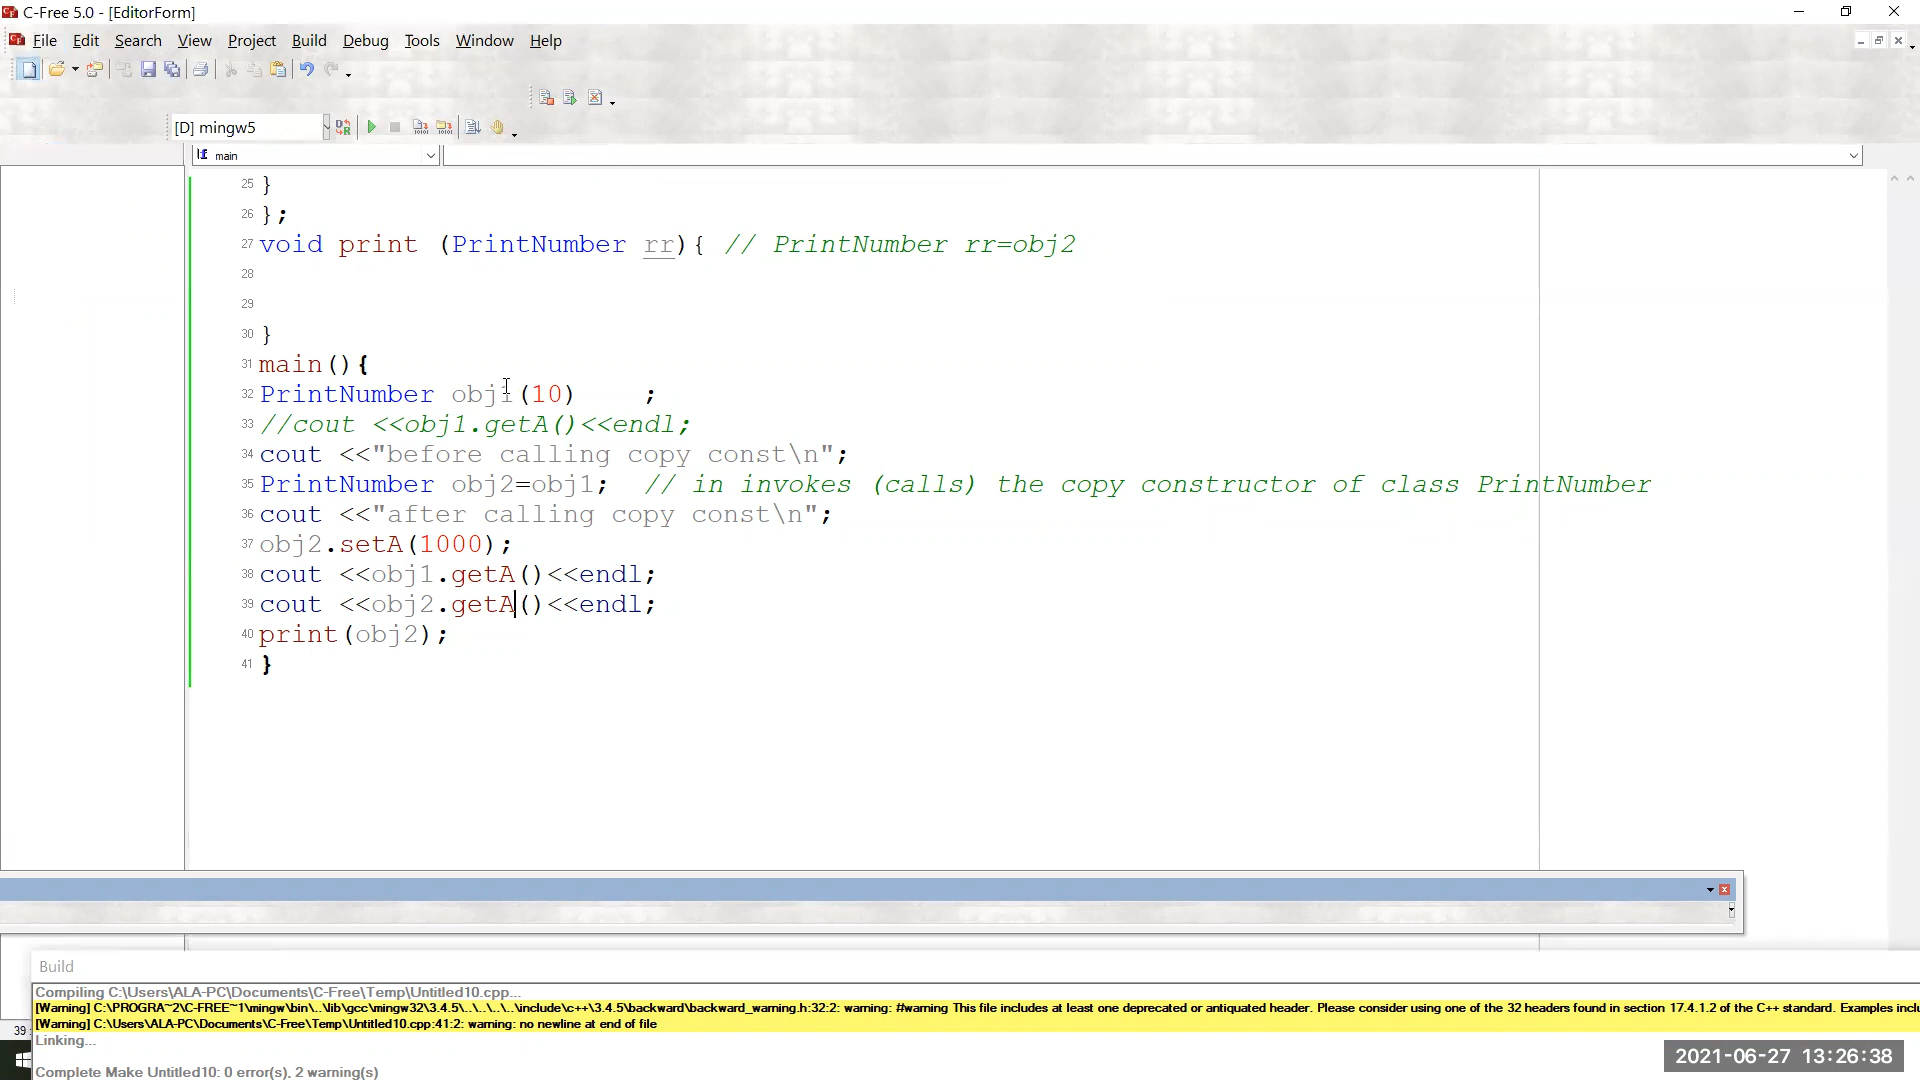 C-Free 5.0 - [EditorForm]
File Edit Search View Project Build Debug Tools Window Help
[D] mingw5
main
25 }
26 };
27 void print (PrintNumber rr){ // PrintNumber rr=obj2
28
29
30 }
31 main(){
32 PrintNumber obj1(10) ;
33 //cout <<obj1.getA()<<endl;
34 cout <<"before calling copy const\n";
35 PrintNumber obj2=obj1; // in invokes (calls) the copy constructor of class PrintNumber
36 cout <<"after calling copy const\n";
37 obj2.setA(1000);
38 cout <<obj1.getA()<<endl;
39 cout <<obj2.getA()<<endl;
40 print(obj2);
41 }
Build
Compiling C:\Users\ALA-PC\Documents\C-Free\Temp\Untitled10.cpp...
[Warning] C:\PROGRA~2\C-FREE~1\mingw\bin\..\lib\gcc\mingw32\3.4.5\..\..\..\..\include\c++\3.4.5\backward\backward_warning.h:32:2: warning: #warning This file includes at least one deprecated or antiquated header. Please consider using one of the 32 headers found in section 17.4.1.2 of the C++ standard. Examples inclu
[Warning] C:\Users\ALA-PC\Documents\C-Free\Temp\Untitled10.cpp:41:2: warning: no newline at end of file
39
Linking...
2021-06-27 13:26:38
Complete Make Untitled10: 0 error(s), 2 warning(s)